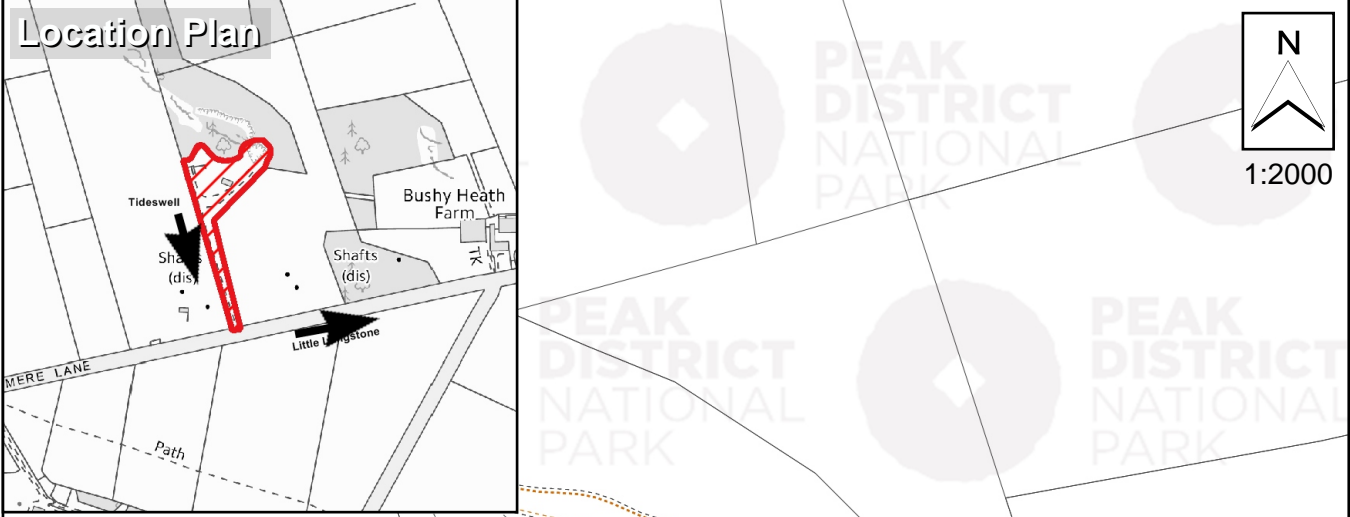 Location Plan
Tideswell
Bushy Heath
Farm
Shafts
(dis)
TK
Shafts
(dis)
Little Longstone
MERE LANE
Path
PEAK
DISTRICT
NATIONAL
PARK
N
1:2000
PEAK
DISTRICT
NATIONAL
PARK
PEAK
DISTRICT
NATIONAL
PARK